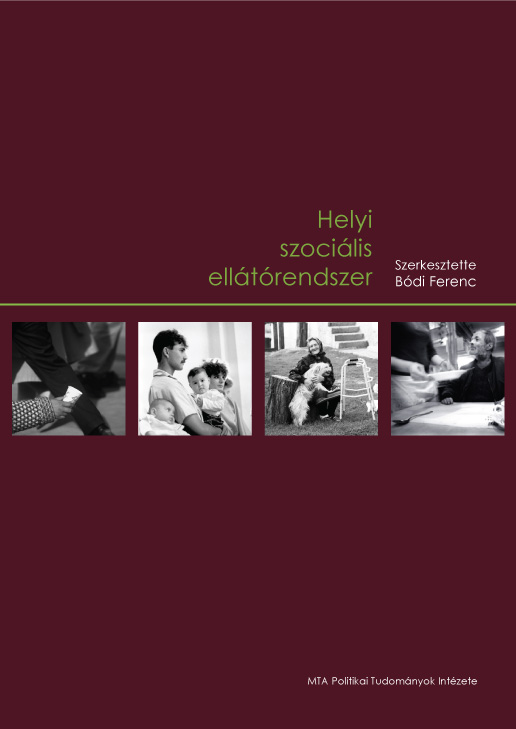 Helyi
szociális
ellátórendszer
Szerkesztette
Bódi Ferenc
MTA Politikai Tudományok Intézete